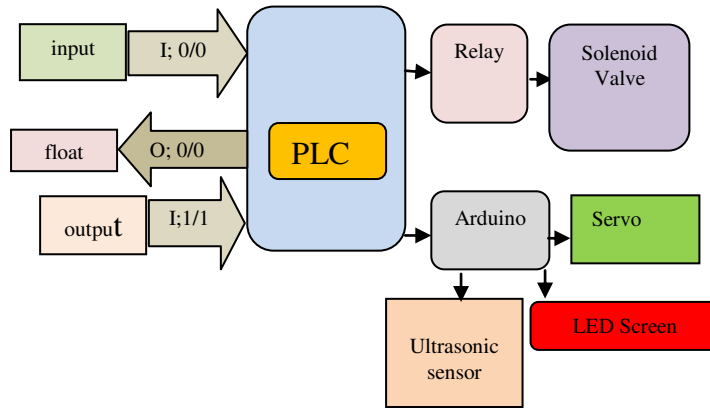 input
I; 0/0
Relay
Solenoid
Valve
float
O; 0/0
PLC
output
I;1/1
Arduino
Servo
Ultrasonic
sensor
LED Screen